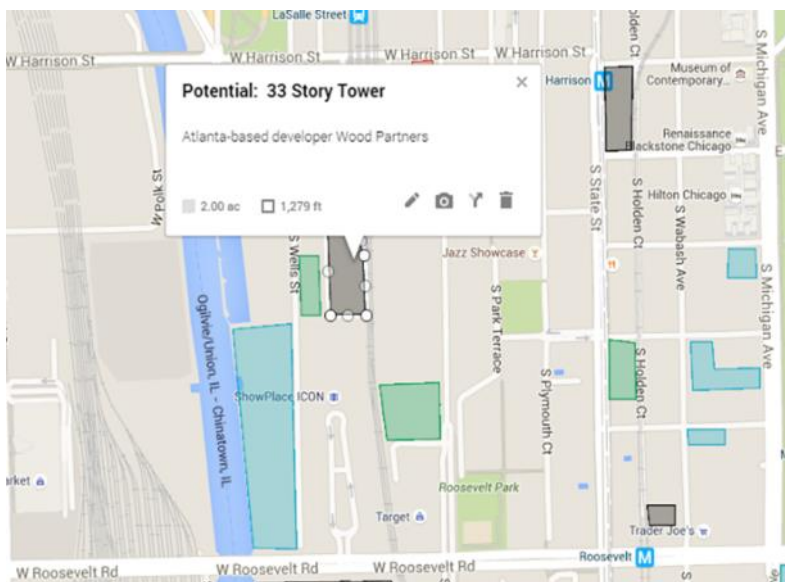 LaSalle Street
W Harrison St
W Harrison St
W Harrison St
W Harrison St
Potential: 33 Story Tower
×
Atlanta-based developer Wood Partners
2.00 ac
1,279 ft
Harrison M
Holden Ct
S Michigan Ave
Museum of
Contemporary...
Renaissance
Blackstone Chicago
E
Hilton Chicago
W Polk St
S Wells St
S State St
S Holden Ct
S Wabash Ave
Jazz Showcase
S Michigan Ave
Ogilvie/Union, IL - Chinatown, IL
S Park Terrace
S Plymouth Ct
S Holden Ct
ShowPlace ICON
arket
Target
Roosevelt Park
Trader Joe's
Roosevelt M
W Roosevelt Rd
W Roosevelt Rd
W Roosevelt Rd